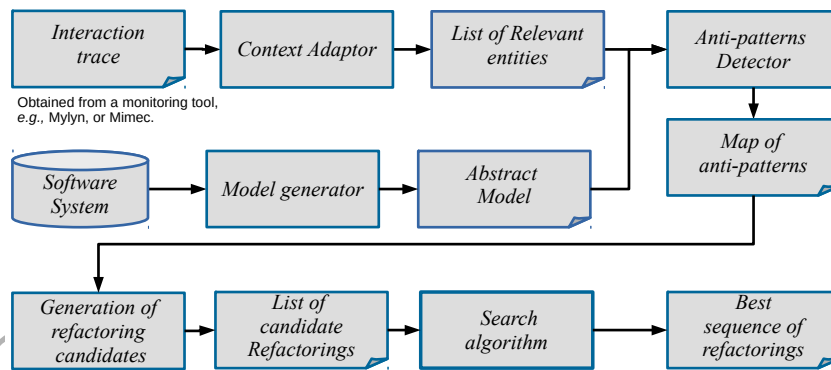 Interaction
trace
Context Adaptor
List of Relevant
entities
Anti-patterns
Detector
Obtained from a monitoring tool,
e.g., Mylyn, or Mimec.
Map of
anti-patterns
Software
System
Model generator
Abstract
Model
Generation of
refactoring
candidates
List of
candidate
Refactorings
Search
algorithm
Best
sequence of
refactorings